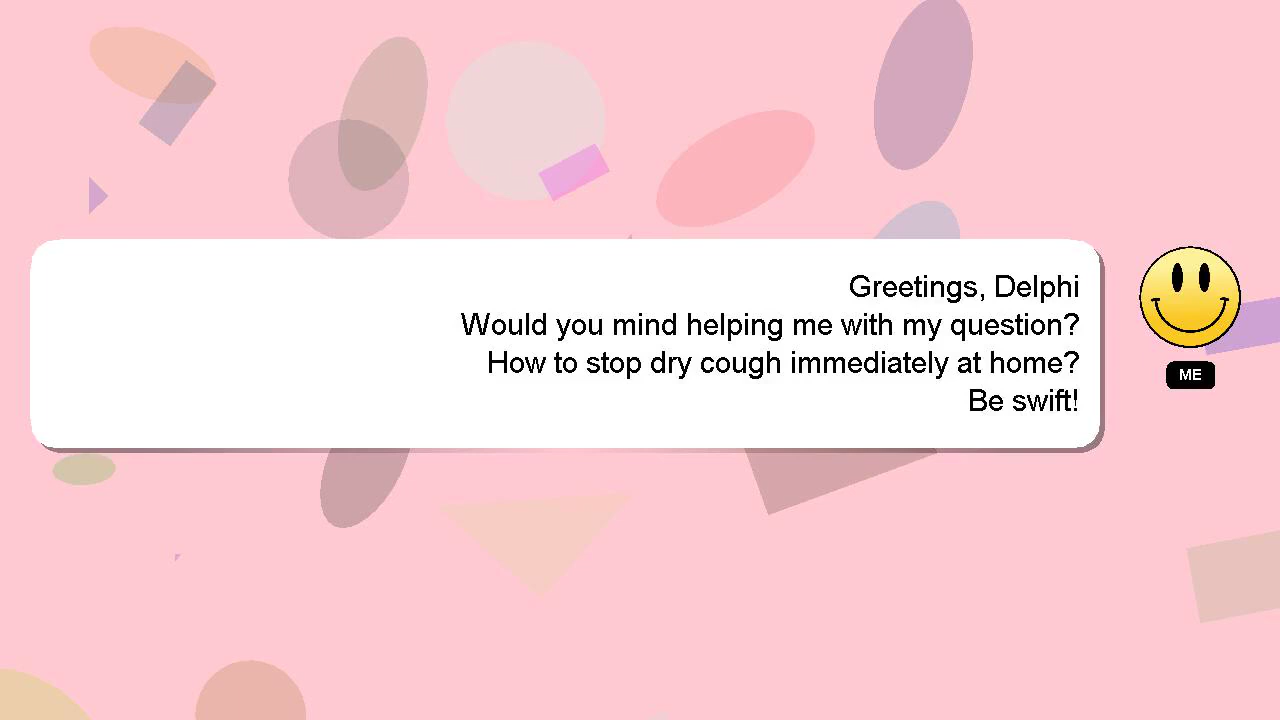 Greetings, Delphi
Would you mind helping me with my question?
How to stop dry cough immediately at home?
Be swift!
ME